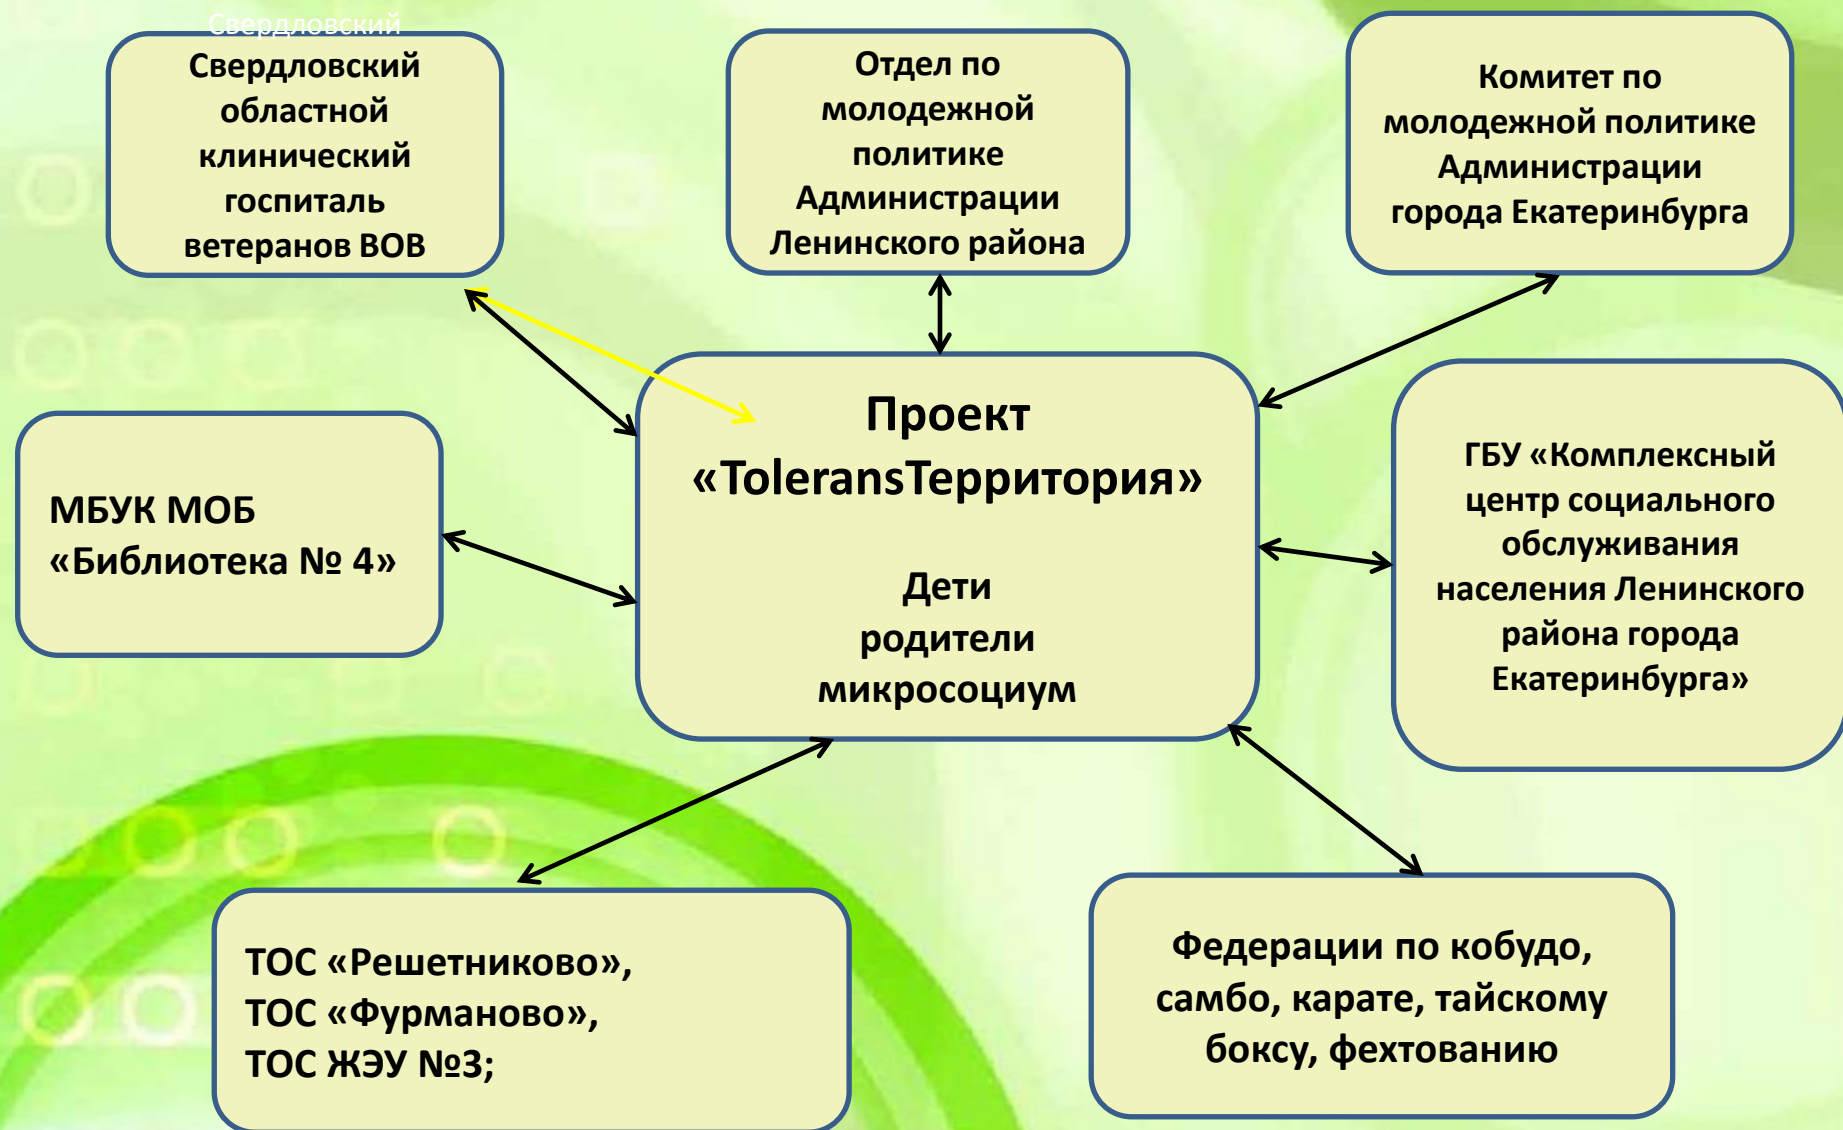 Свердловский
Свердловский
областной
клинический
госпиталь
ветеранов ВОВ
Отдел по
молодежной
политике
Администрации
Ленинского района
Комитет по
молодежной политике
Администрации
города Екатеринбурга
Проект
«ToleransТерритория»
Дети
родители
микросоциум
МБУК МОБ
«Библиотека № 4»
ГБУ «Комплексный
центр социального
обслуживания
населения Ленинского
района города
Екатеринбурга»
ТОС «Решетниково»,
ТОС «Фурманово»,
ТОС ЖЭУ №3;
Федерации по кобудо,
самбо, карате, тайскому
боксу, фехтованию